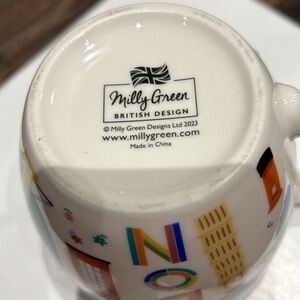 Milly Green
BRITISH DESIGN
© Milly Green Designs Ltd 2023
www.millygreen.com
Made in China
N
O